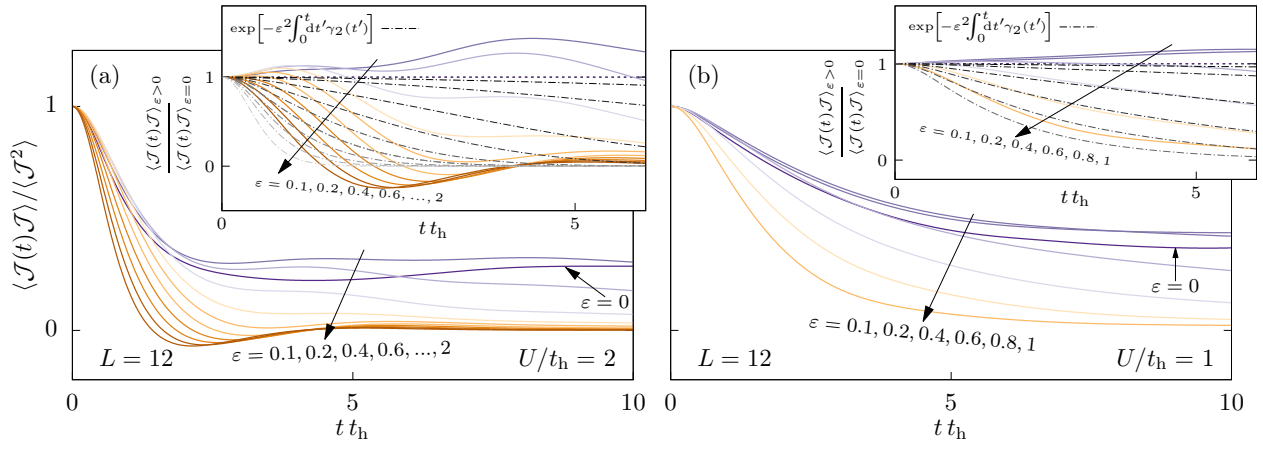 ⟨𝒥(t)𝒥⟩/⟨𝒥²⟩
(a)
exp[−ε²∫₀ᵗdt′γ₂(t′)]
⟨𝒥(t)𝒥⟩ε>0
⟨𝒥(t)𝒥⟩ε=0
1
0
ε = 0.1, 0.2, 0.4, 0.6, ..., 2
0
5
t tₕ
1
0
ε = 0
ε = 0.1, 0.2, 0.4, 0.6, ..., 2
L = 12
U/tₕ = 2
0
5
10
t tₕ
(b)
exp[−ε²∫₀ᵗdt′γ₂(t′)]
⟨𝒥(t)𝒥⟩ε>0
⟨𝒥(t)𝒥⟩ε=0
1
0
ε = 0.1, 0.2, 0.4, 0.6, 0.8, 1
0
5
t tₕ
ε = 0
ε = 0.1, 0.2, 0.4, 0.6, 0.8, 1
L = 12
U/tₕ = 1
0
5
10
t tₕ